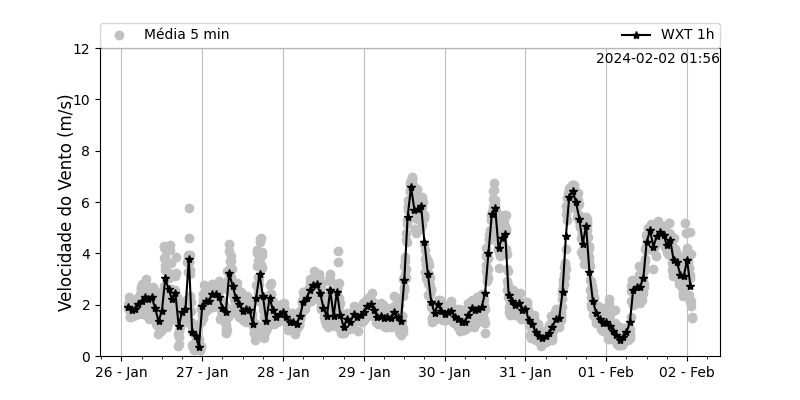 Média 5 min
WXT 1h
2024-02-02 01:56
Velocidade do Vento (m/s)
12
10
8
6
4
2
0
26 - Jan 27 - Jan 28 - Jan 29 - Jan 30 - Jan 31 - Jan 01 - Feb 02 - Feb